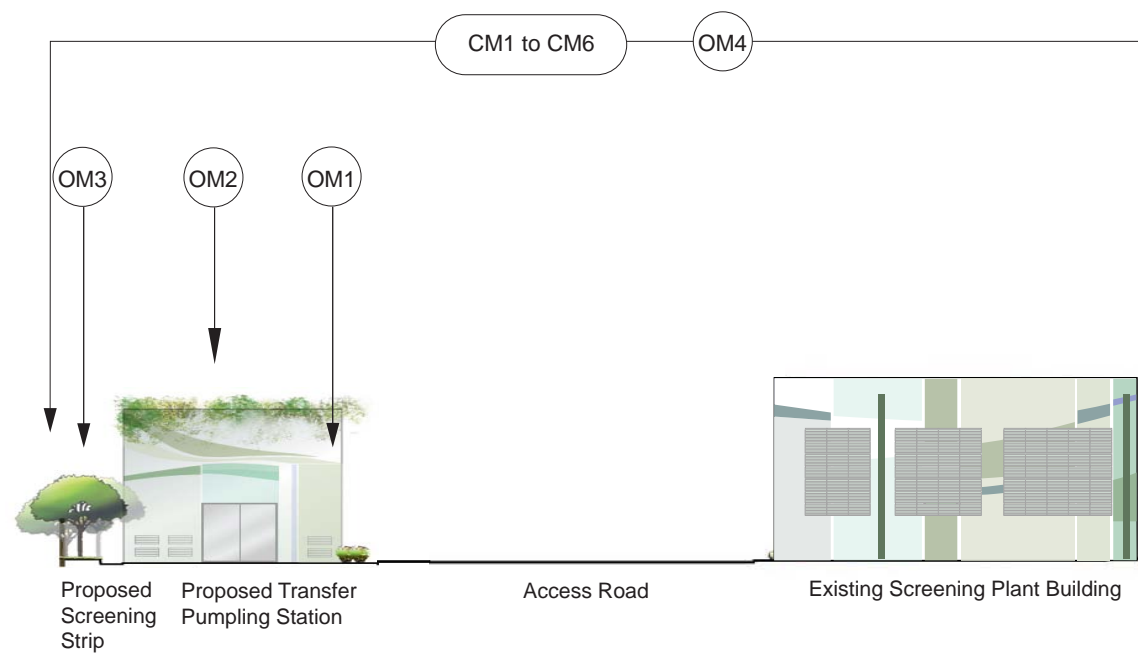 CM1 to CM6
OM4
OM3
OM2
OM1
Proposed
Screening
Strip
Proposed Transfer
Pumpling Station
Access Road
Existing Screening Plant Building